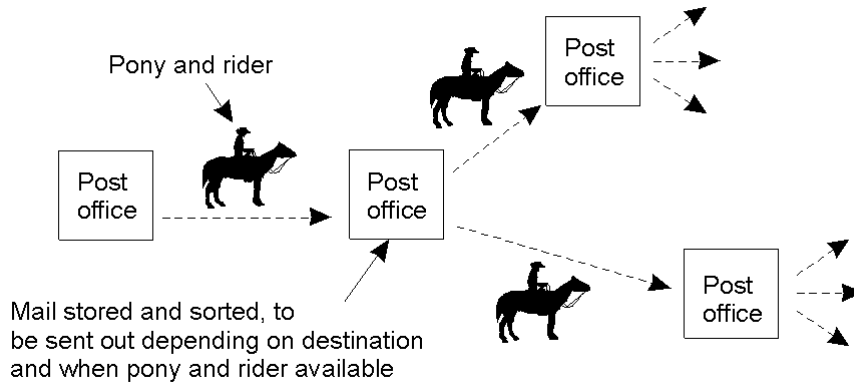 Post
office
Pony and rider
Post
office
Post
office
Post
office
Mail stored and sorted, to
be sent out depending on destination
and when pony and rider available